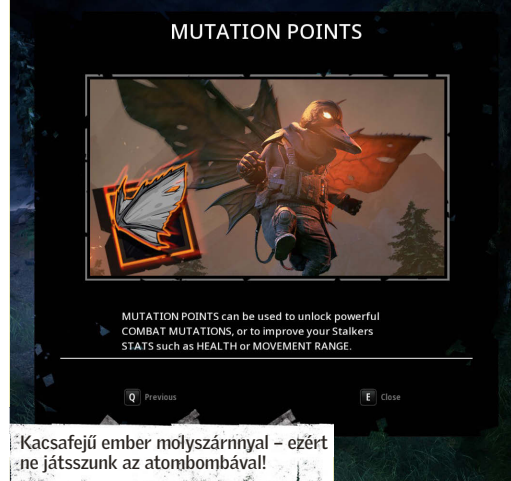 MUTATION POINTS
MUTATION POINTS can be used to unlock powerful
COMBAT MUTATIONS, or to improve your Stalkers
STATS such as HEALTH or MOVEMENT RANGE.
Q Previous
E Close
Kacsafejű ember molyszárnnyal – ezért
ne játsszunk az atombombával!